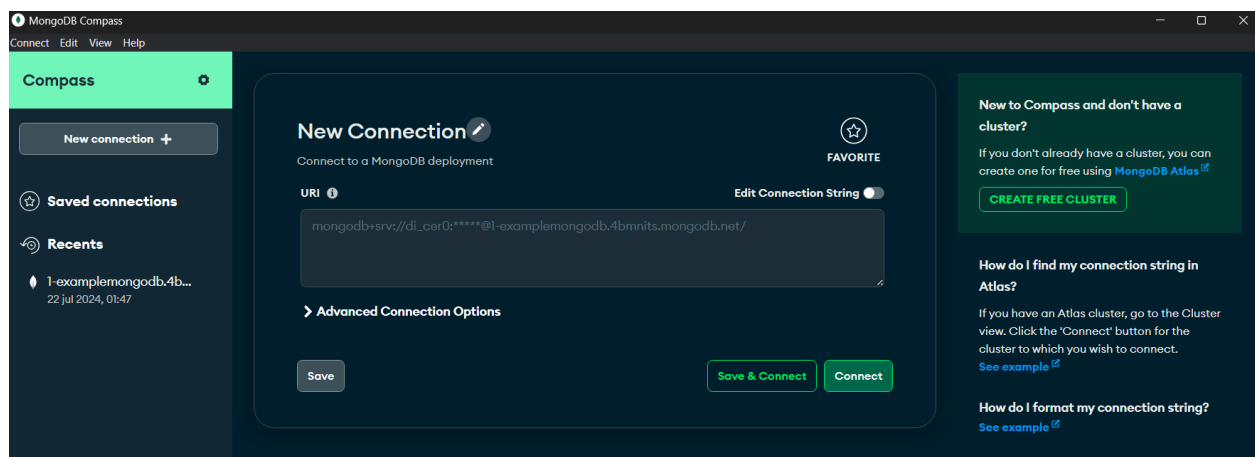 MongoDB Compass
Connect Edit View Help
Compass
New connection +
Saved connections
Recents
1-examplemongodb.4b...
22 jul 2024, 01:47
New Connection
Connect to a MongoDB deployment
FAVORITE
URI
Edit Connection String
mongodb+srv://di_cer0:*****@1-examplemongodb.4bmnits.mongodb.net/
Advanced Connection Options
Save
Save & Connect
Connect
New to Compass and don't have a
cluster?
If you don't already have a cluster, you can
create one for free using MongoDB Atlas
CREATE FREE CLUSTER
How do I find my connection string in
Atlas?
If you have an Atlas cluster, go to the Cluster
view. Click the 'Connect' button for the
cluster to which you wish to connect.
See example
How do I format my connection string?
See example